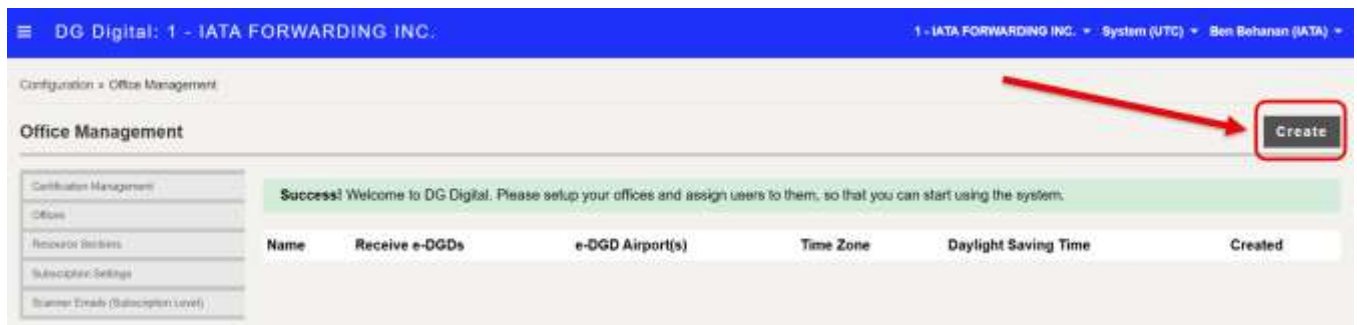 DG Digital: 1 - IATA FORWARDING INC.
1 - IATA FORWARDING INC. System (UTC) Ben Behanan (IATA)
Configuration » Office Management
Office Management
Create
Certification Management
Offices
Resource Sections
Subscription Settings
Scanner Emails (Subscription Level)
Success! Welcome to DG Digital. Please setup your offices and assign users to them, so that you can start using the system.
Name Receive e-DGDs e-DGD Airport(s) Time Zone Daylight Saving Time Created